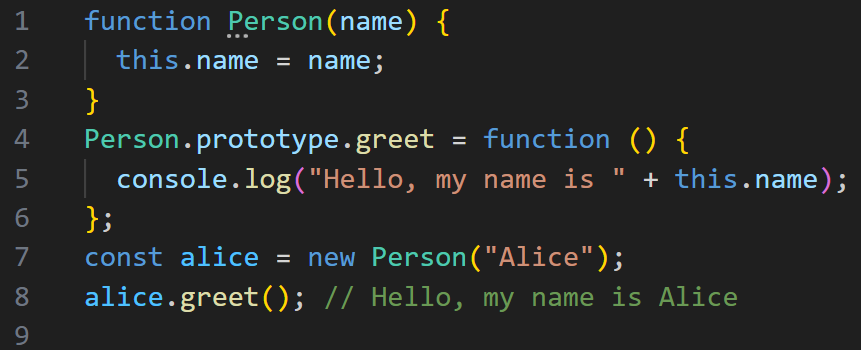 1 function Person(name) {
2 this.name = name;
3 }
4 Person.prototype.greet = function () {
5 console.log("Hello, my name is " + this.name);
6 };
7 const alice = new Person("Alice");
8 alice.greet(); // Hello, my name is Alice
9